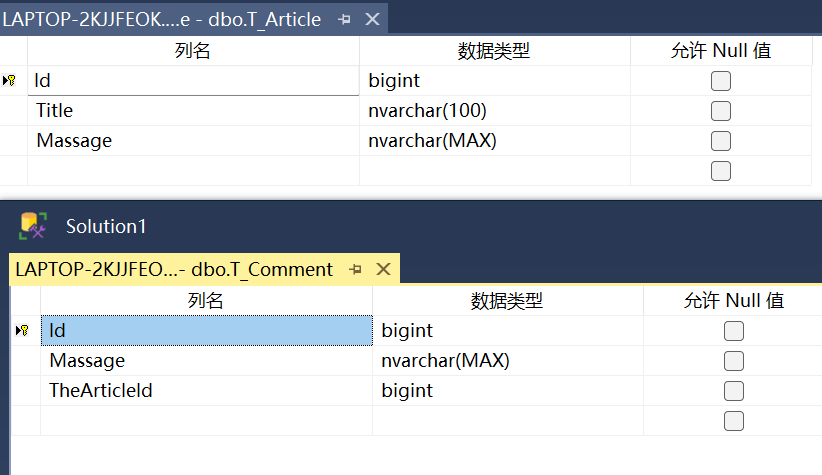 LAPTOP-2KJJFEOK....e - dbo.T_Article
列名 数据类型 允许 Null 值
Id bigint
Title nvarchar(100)
Massage nvarchar(MAX)
Solution1
LAPTOP-2KJJFEO...- dbo.T_Comment
列名 数据类型 允许 Null 值
Id bigint
Massage nvarchar(MAX)
TheArticleId bigint